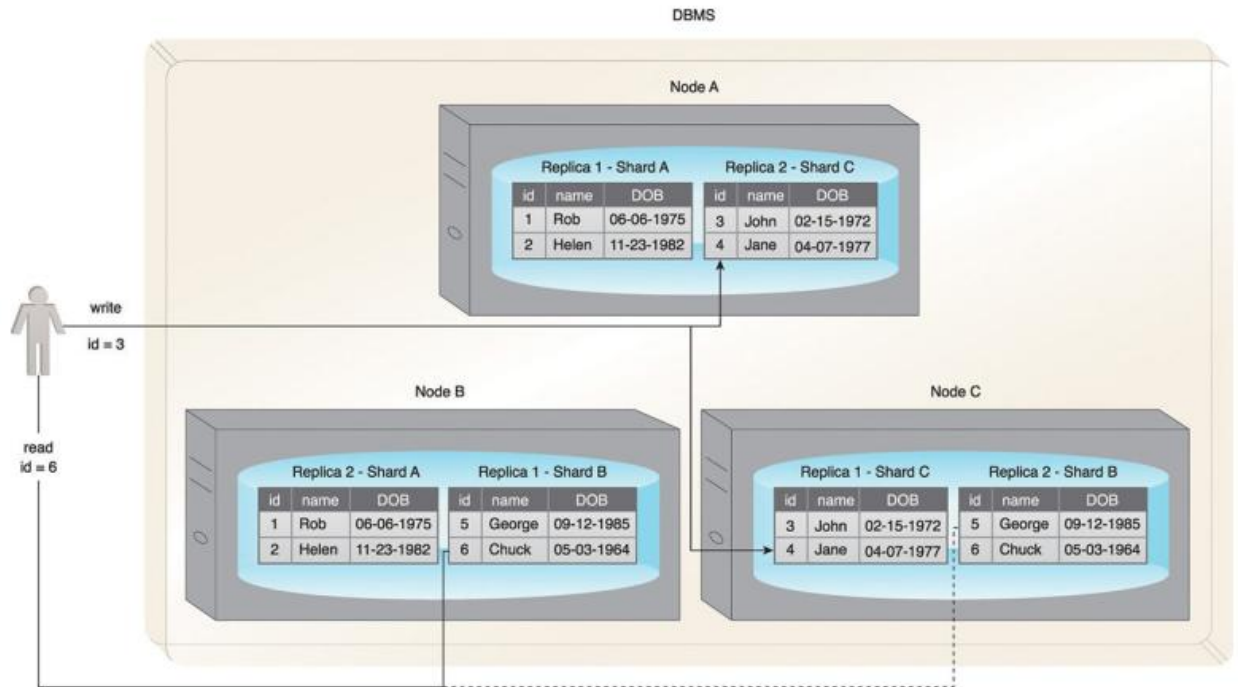 DBMS
Node A
Replica 1 - Shard A
id name DOB
1 Rob 06-06-1975
2 Helen 11-23-1982
Replica 2 - Shard C
id name DOB
3 John 02-15-1972
4 Jane 04-07-1977
write
id = 3
Node B
Replica 2 - Shard A
id name DOB
1 Rob 06-06-1975
2 Helen 11-23-1982
Replica 1 - Shard B
id name DOB
5 George 09-12-1985
6 Chuck 05-03-1964
Node C
Replica 1 - Shard C
id name DOB
3 John 02-15-1972
4 Jane 04-07-1977
Replica 2 - Shard B
id name DOB
5 George 09-12-1985
6 Chuck 05-03-1964
read
id = 6